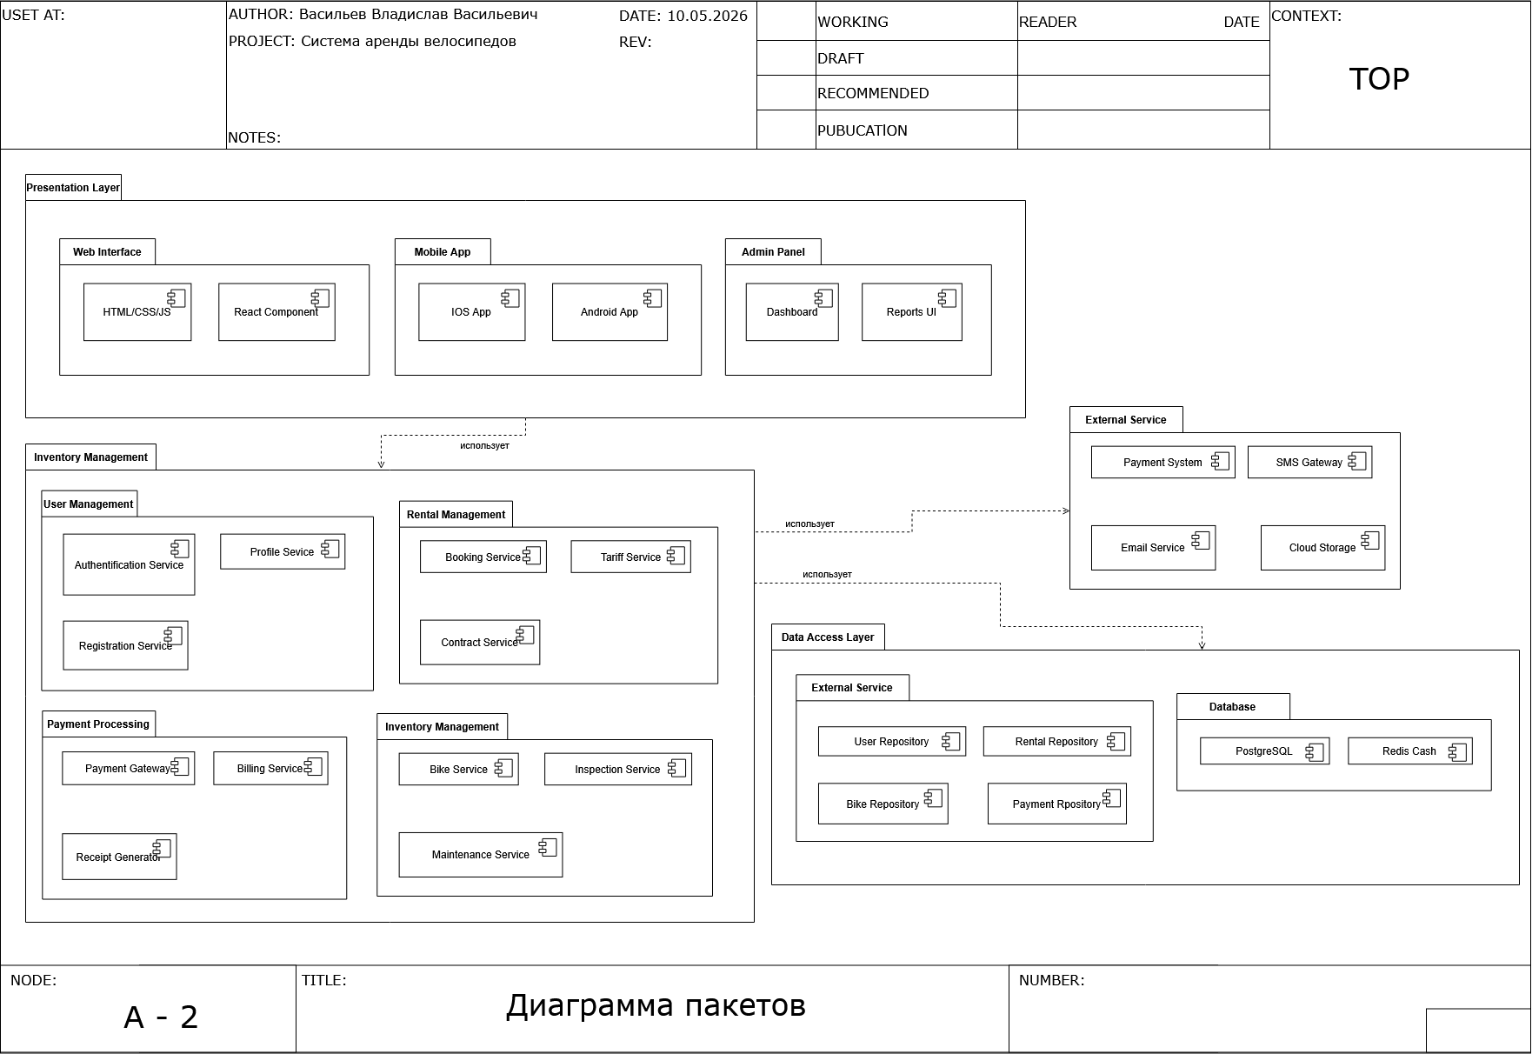 USET AT:
AUTHOR: Васильев Владислав Васильевич
DATE: 10.05.2026
PROJECT: Система аренды велосипедов
REV:
NOTES:
WORKING
READER
DATE
DRAFT
RECOMMENDED
PUBUCATION
CONTEXT:
TOP
Presentation Layer
Web Interface
HTML/CSS/JS
React Component
Mobile App
IOS App
Android App
Admin Panel
Dashboard
Reports UI
использует
Inventory Management
User Management
Authentification Service
Profile Sevice
Registration Service
Rental Management
Booking Service
Tariff Service
Contract Service
Payment Processing
Payment Gateway
Billing Service
Receipt Generator
Inventory Management
Bike Service
Inspection Service
Maintenance Service
использует
использует
External Service
Payment System
SMS Gateway
Email Service
Cloud Storage
Data Access Layer
External Service
User Repository
Rental Repository
Bike Repository
Payment Rpository
Database
PostgreSQL
Redis Cash
NODE:
A - 2
TITLE:
Диаграмма пакетов
NUMBER: